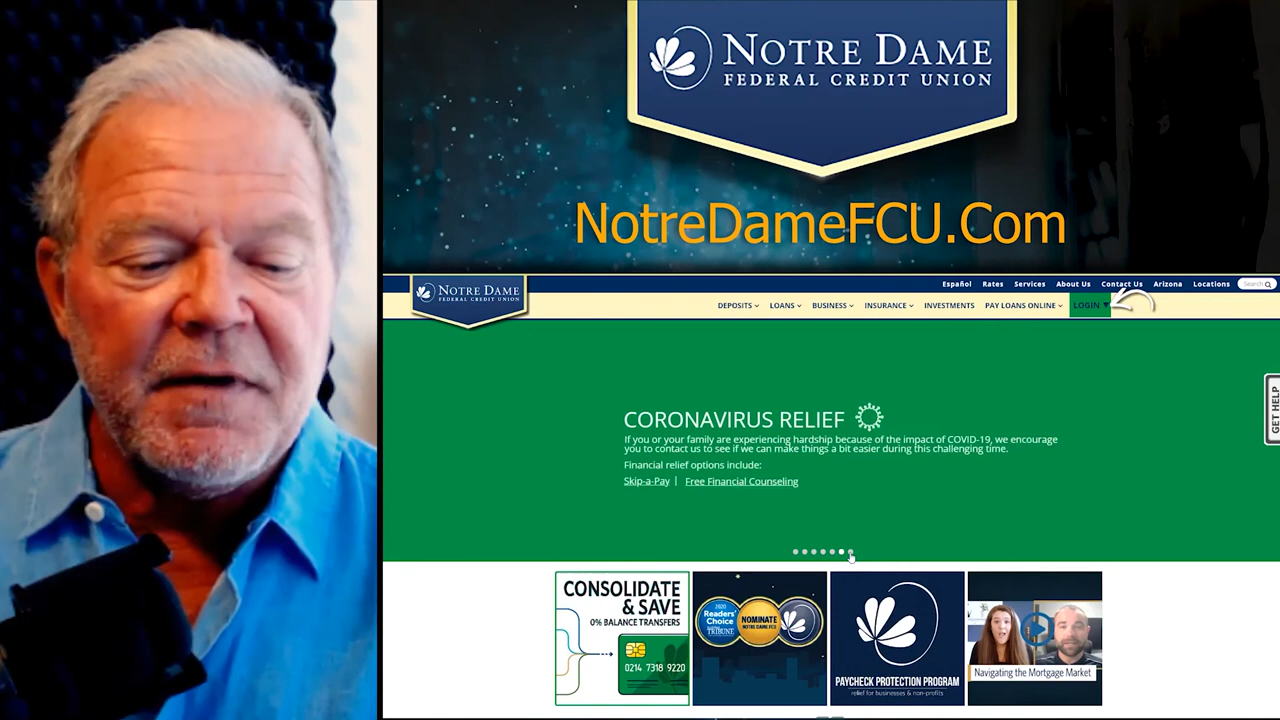 NOTRE DAME
FEDERAL CREDIT UNION
NotreDameFCU.Com
NOTRE DAME
FEDERAL CREDIT UNION
Español Rates Services About Us Contact Us Arizona Locations Search
DEPOSITS LOANS BUSINESS INSURANCE INVESTMENTS PAY LOANS ONLINE LOGIN
GET HELP
CORONAVIRUS RELIEF
If you or your family are experiencing hardship because of the impact of COVID-19, we encourage
you to contact us to see if we can make things a bit easier during this challenging time.
Financial relief options include:
Skip-a-Pay | Free Financial Counseling
CONSOLIDATE
& SAVE
0% BALANCE TRANSFERS
0214 7318 9220
2020
Readers'
Choice
TRIBUNE
NOMINATE
NOTRE DAME FCU
PAYCHECK PROTECTION PROGRAM
relief for businesses & non-profits
Navigating the Mortgage Market